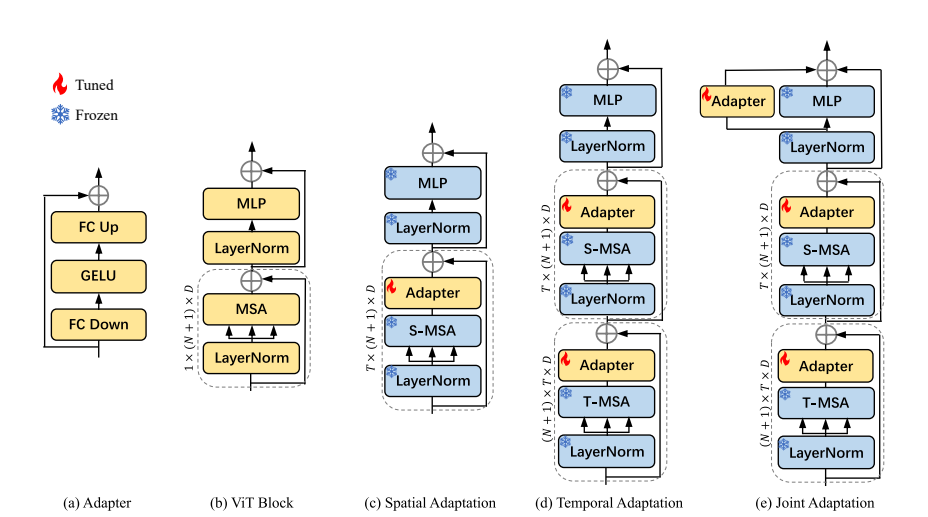 Tuned
Frozen
FC Up
GELU
FC Down
(a) Adapter
MLP
LayerNorm
MSA
LayerNorm
1 × (N + 1) × D
(b) ViT Block
MLP
LayerNorm
Adapter
S-MSA
LayerNorm
T × (N + 1) × D
(c) Spatial Adaptation
MLP
LayerNorm
Adapter
S-MSA
LayerNorm
T × (N + 1) × D
Adapter
T-MSA
LayerNorm
(N + 1) × T × D
(d) Temporal Adaptation
Adapter
MLP
LayerNorm
Adapter
S-MSA
LayerNorm
T × (N + 1) × D
Adapter
T-MSA
LayerNorm
(N + 1) × T × D
(e) Joint Adaptation